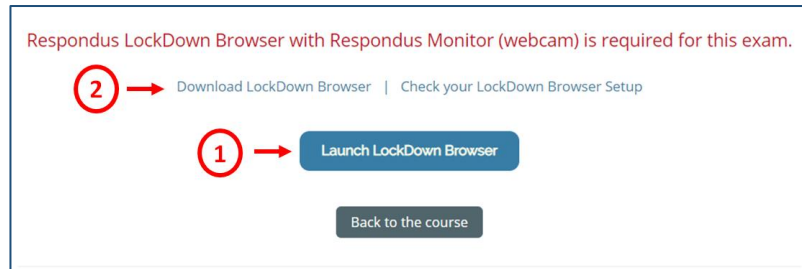 Respondus LockDown Browser with Respondus Monitor (webcam) is required for this exam.
2 Download LockDown Browser | Check your LockDown Browser Setup
1 Launch LockDown Browser
Back to the course